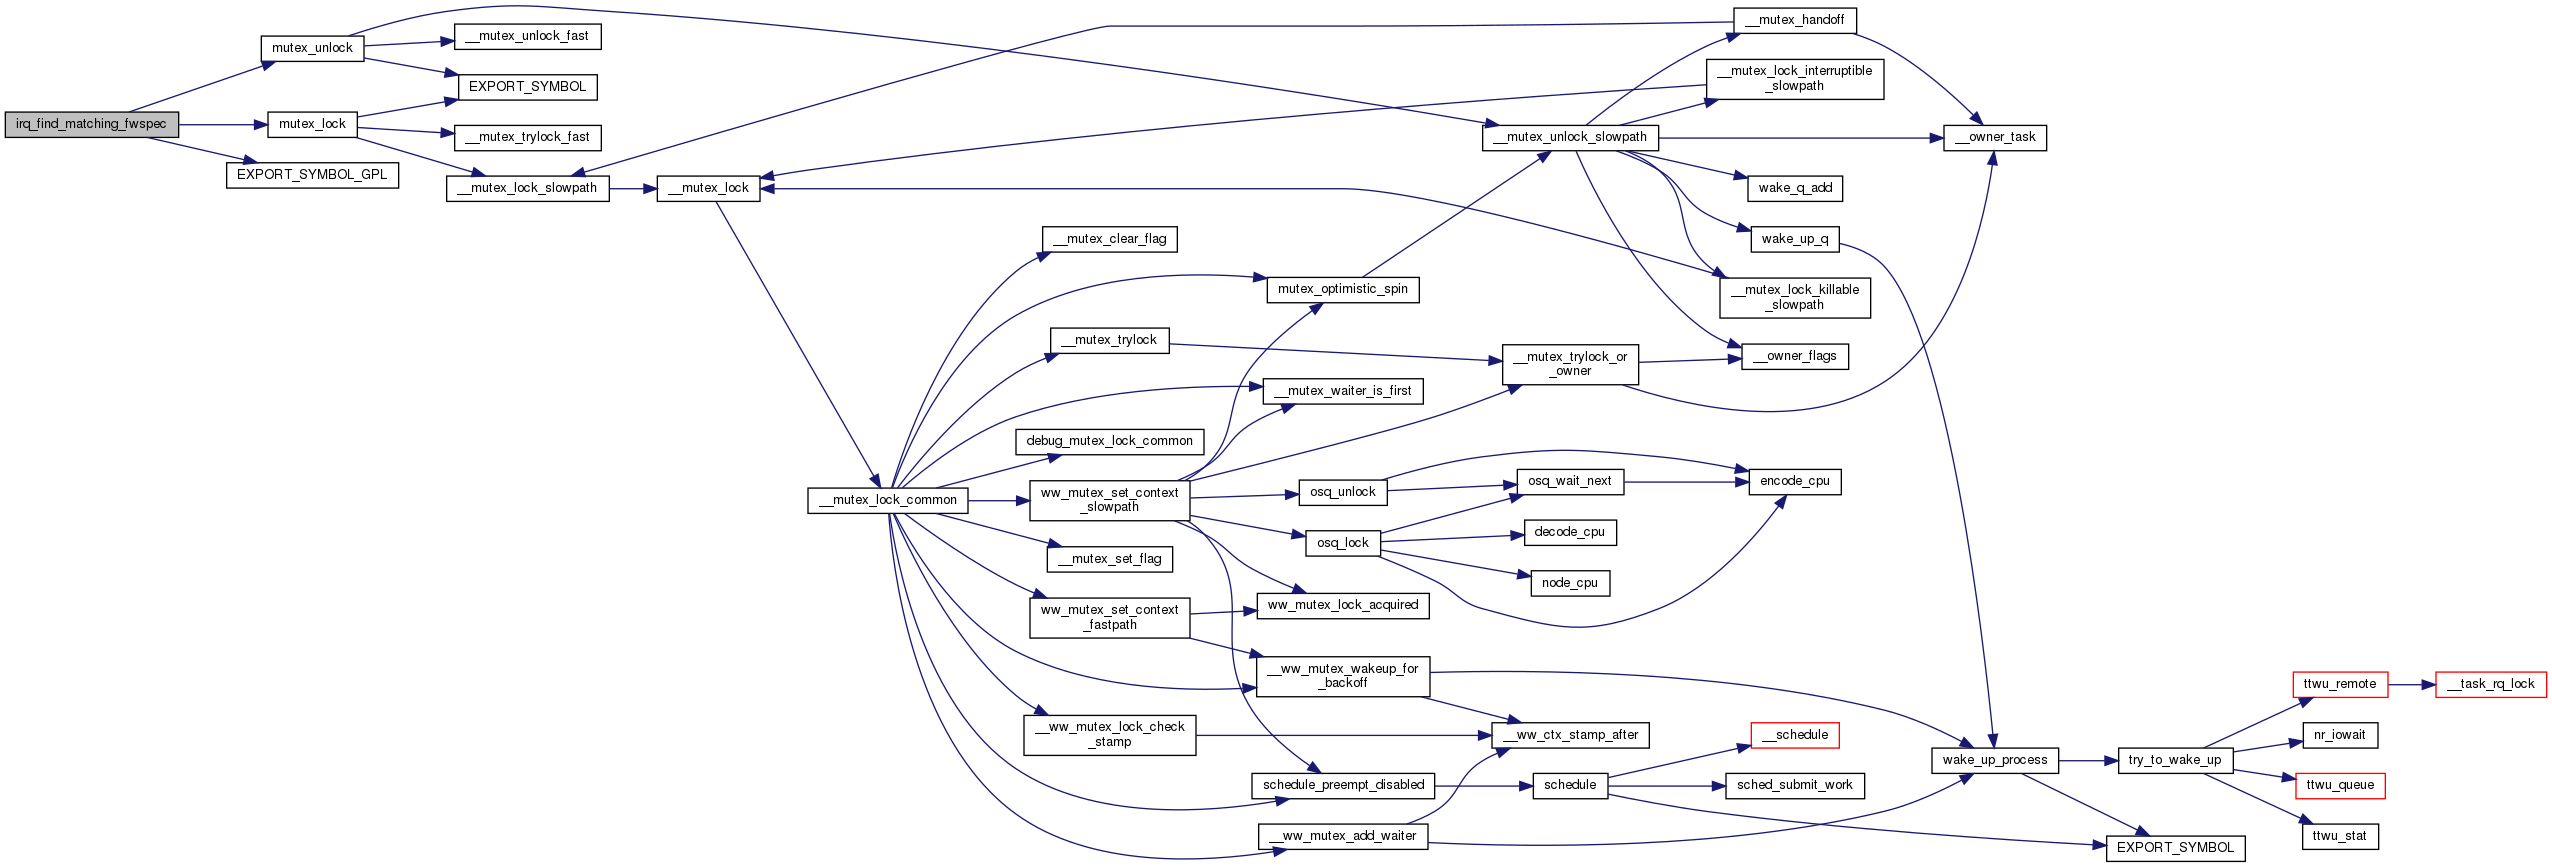 irq_find_matching_fwspec
mutex_unlock
mutex_lock
EXPORT_SYMBOL_GPL
__mutex_unlock_fast
EXPORT_SYMBOL
__mutex_trylock_fast
__mutex_lock_slowpath
__mutex_lock
__mutex_lock_common
__mutex_clear_flag
__mutex_trylock
debug_mutex_lock_common
ww_mutex_set_context
_slowpath
__mutex_set_flag
ww_mutex_set_context
_fastpath
__ww_mutex_lock_check
_stamp
mutex_optimistic_spin
__mutex_waiter_is_first
osq_unlock
osq_lock
ww_mutex_lock_acquired
__ww_mutex_wakeup_for
_backoff
schedule_preempt_disabled
__ww_mutex_add_waiter
__mutex_unlock_slowpath
__mutex_trylock_or
_owner
osq_wait_next
decode_cpu
node_cpu
__ww_ctx_stamp_after
schedule
__mutex_handoff
__mutex_lock_interruptible
_slowpath
wake_q_add
wake_up_q
__mutex_lock_killable
_slowpath
__owner_flags
encode_cpu
__schedule
sched_submit_work
__owner_task
wake_up_process
try_to_wake_up
EXPORT_SYMBOL
ttwu_remote
nr_iowait
ttwu_queue
ttwu_stat
__task_rq_lock